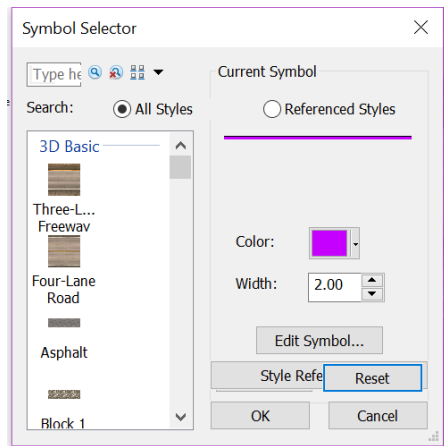 Symbol Selector
Type he
Current Symbol
Search:
All Styles
Referenced Styles
3D Basic
Three-L...
Freeway
Four-Lane
Road
Asphalt
Block 1
Color:
Width:
2.00
Edit Symbol...
Style Refe
Reset
OK
Cancel